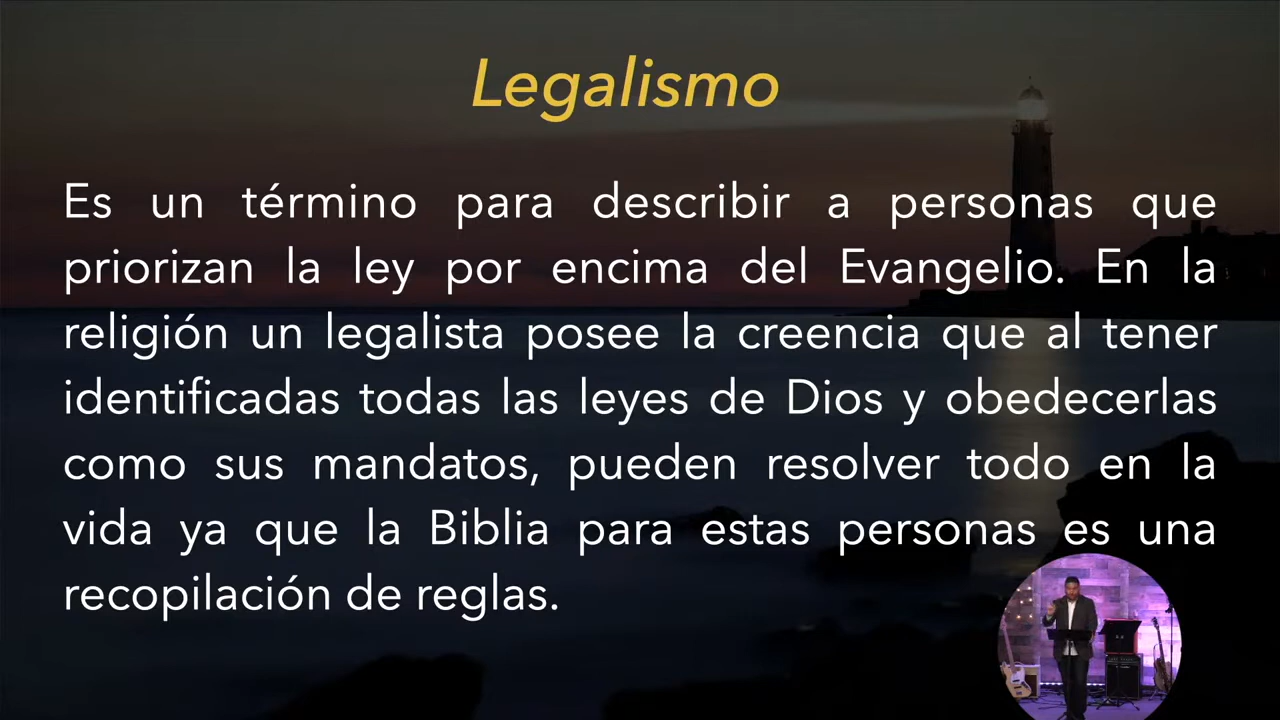 Legalismo
Es un término para describir a personas que
priorizan la ley por encima del Evangelio. En la
religión un legalista posee la creencia que al tener
identificadas todas las leyes de Dios y obedecerlas
como sus mandatos, pueden resolver todo en la
vida ya que la Biblia para estas personas es una
recopilación de reglas.